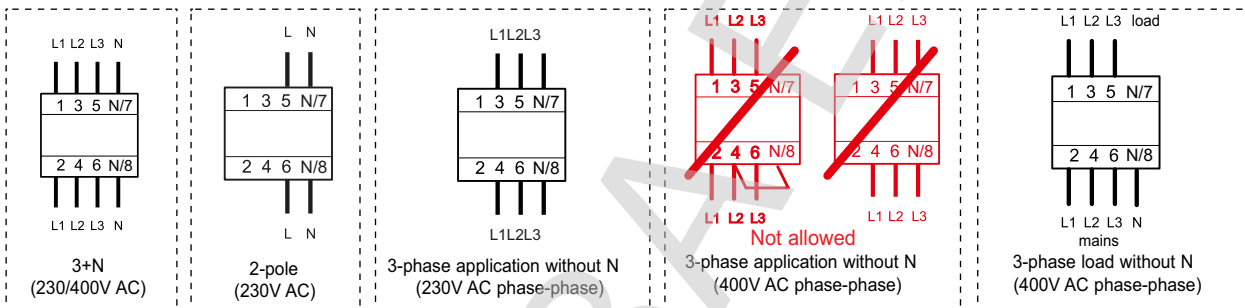 L1 L2 L3 N
1 3 5 N/7
2 4 6 N/8
L1 L2 L3 N
3+N
(230/400V AC)
L N
1 3 5 N/7
2 4 6 N/8
L N
2-pole
(230V AC)
L1L2L3
1 3 5 N/7
2 4 6 N/8
L1L2L3
3-phase application without N
(230V AC phase-phase)
L1 L2 L3
1 3 5 N/7
2 4 6 N/8
L1 L2 L3
L1 L2 L3
1 3 5 N/7
2 4 6 N/8
L1 L2 L3
Not allowed
3-phase application without N
(400V AC phase-phase)
L1 L2 L3 load
1 3 5 N/7
2 4 6 N/8
L1 L2 L3 N
mains
3-phase load without N
(400V AC phase-phase)